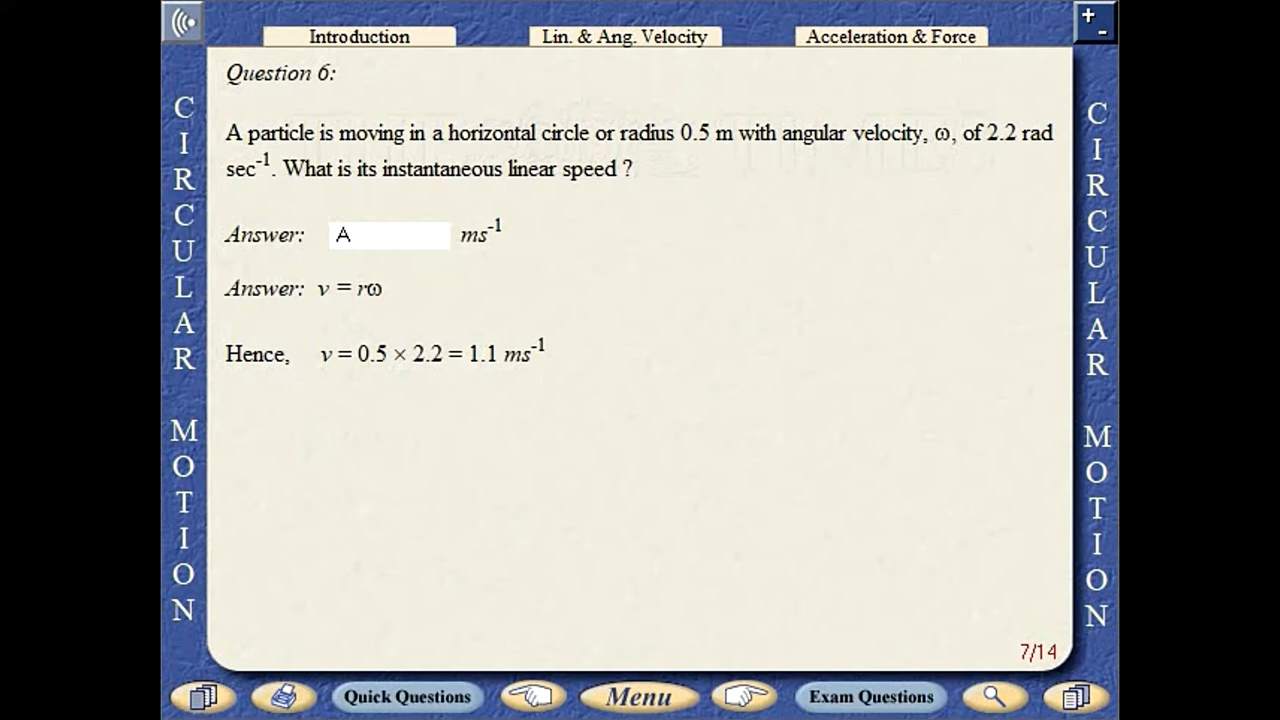 Introduction
Lin. & Ang. Velocity
Acceleration & Force
+
-
CIRCULAR MOTION
Question 6:
A particle is moving in a horizontal circle or radius 0.5 m with angular velocity, ω, of 2.2 rad
sec⁻¹. What is its instantaneous linear speed ?
Answer: A ms⁻¹
Answer: v = rω
Hence, v = 0.5 × 2.2 = 1.1 ms⁻¹
7/14
CIRCULAR MOTION
Quick Questions
Menu
Exam Questions